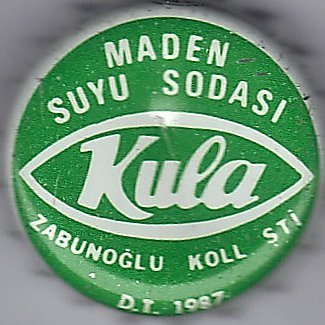 MADEN
SUYU SODASI
Kula
ZABUNOĞLU KOLL ŞTİ
D.T. 1987